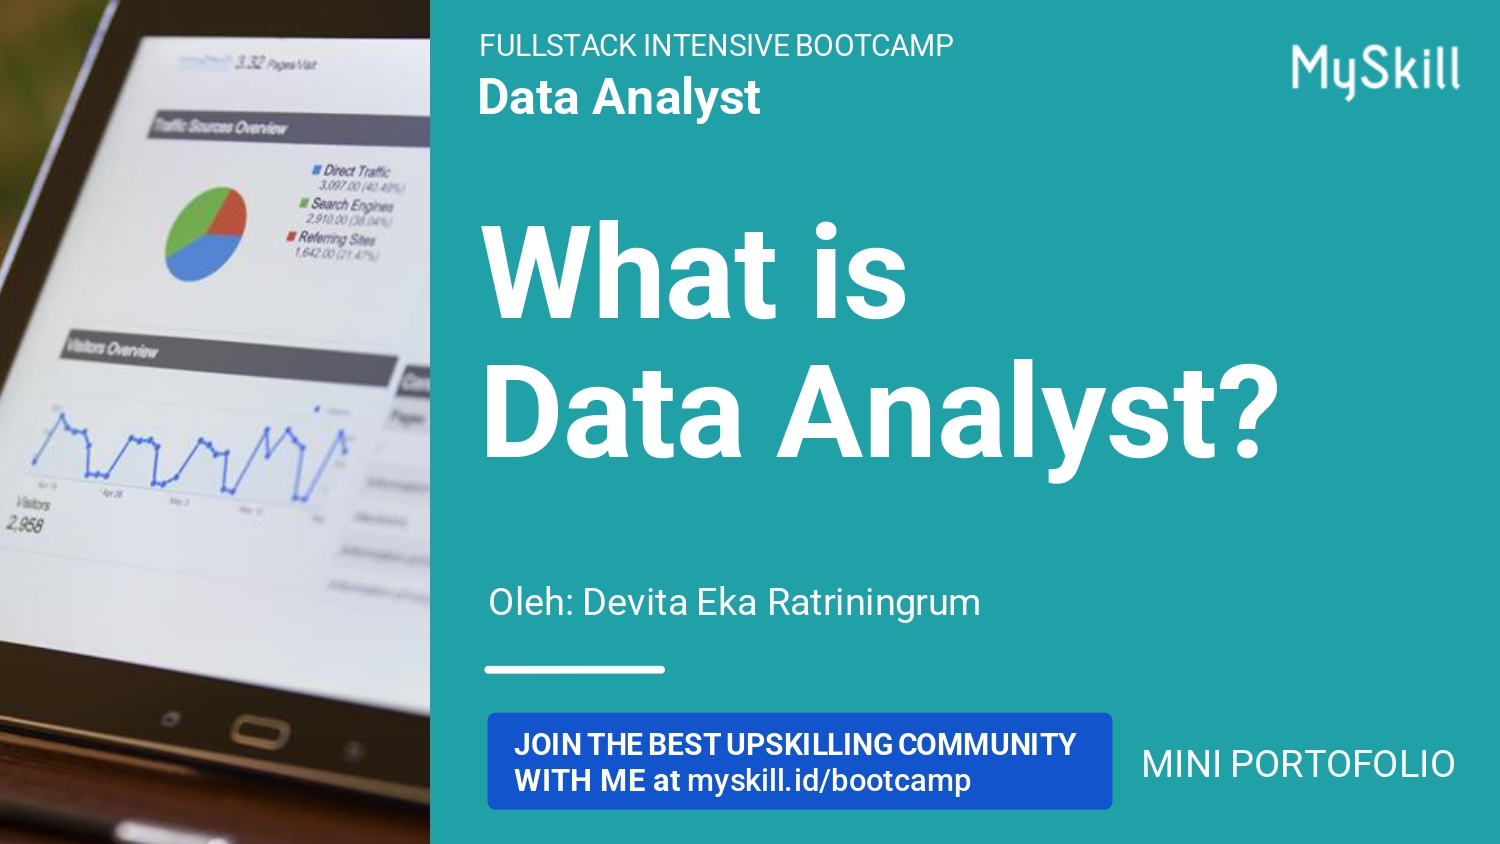 FULLSTACK INTENSIVE BOOTCAMP
Data Analyst
MySkill
What is
Data Analyst?
Oleh: Devita Eka Ratriningrum
JOIN THE BEST UPSKILLING COMMUNITY
WITH ME at myskill.id/bootcamp
MINI PORTOFOLIO
3.32 Pages/Visit
Traffic Sources Overview
Direct Traffic
3,097.00 (40.49%)
Search Engines
2,910.00 (38.04%)
Referring Sites
1,642.00 (21.47%)
Visitors Overview
Pages
Apr 26
Visitors
2,958